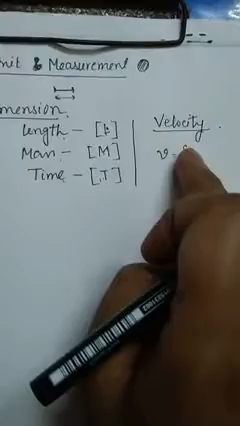 nit & Measurement
mension
length - [L]
Mass - [M]
Time - [T]
Velocity
v =